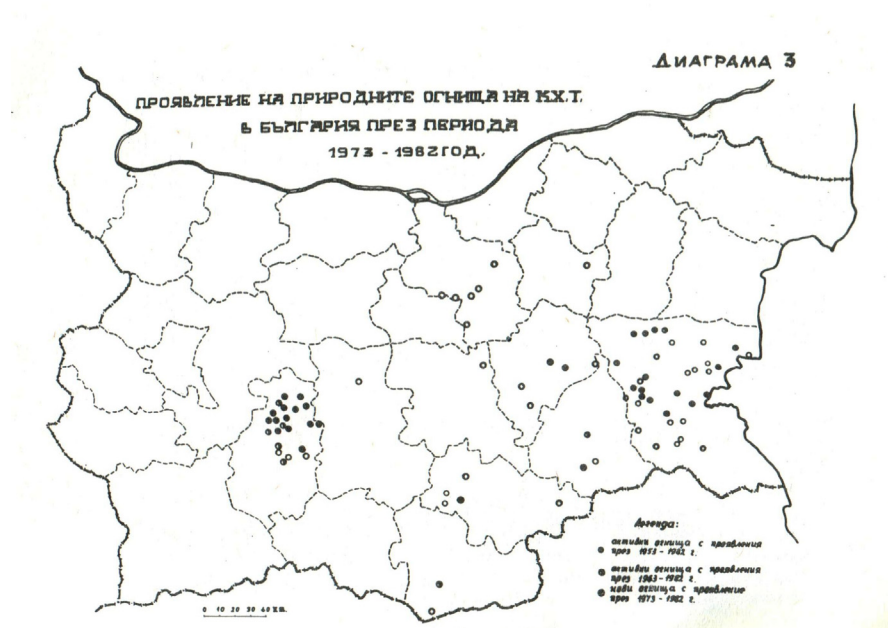 ДИАГРАМА 3
ПРОЯВЛЕНИЕ НА ПРИРОДНИТЕ ОГНИЩА НА К.Х.Т.
В БЪЛГАРИЯ ПРЕЗ ПЕРИОДА
1973 - 1982 ГОД.
Легенда:
активни огнища с проявления
през 1953 - 1982 г.
активни огнища с проявления
през 1963 - 1982 г.
нови огнища с проявление
през 1973 - 1982 г.
0 10 20 30 40 km.